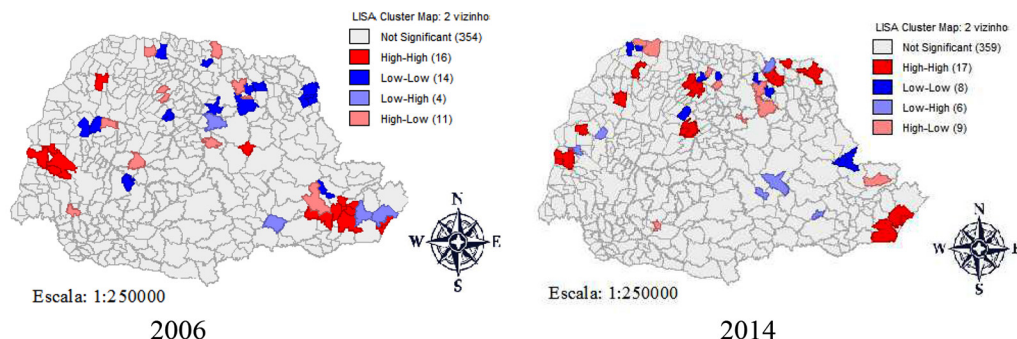 LISA Cluster Map: 2 vizinho
Not Significant (354)
High-High (16)
Low-Low (14)
Low-High (4)
High-Low (11)
N
W
E
S
Escala: 1:250000
2006
LISA Cluster Map: 2 vizinho
Not Significant (359)
High-High (17)
Low-Low (8)
Low-High (6)
High-Low (9)
N
W
E
S
Escala: 1:250000
2014